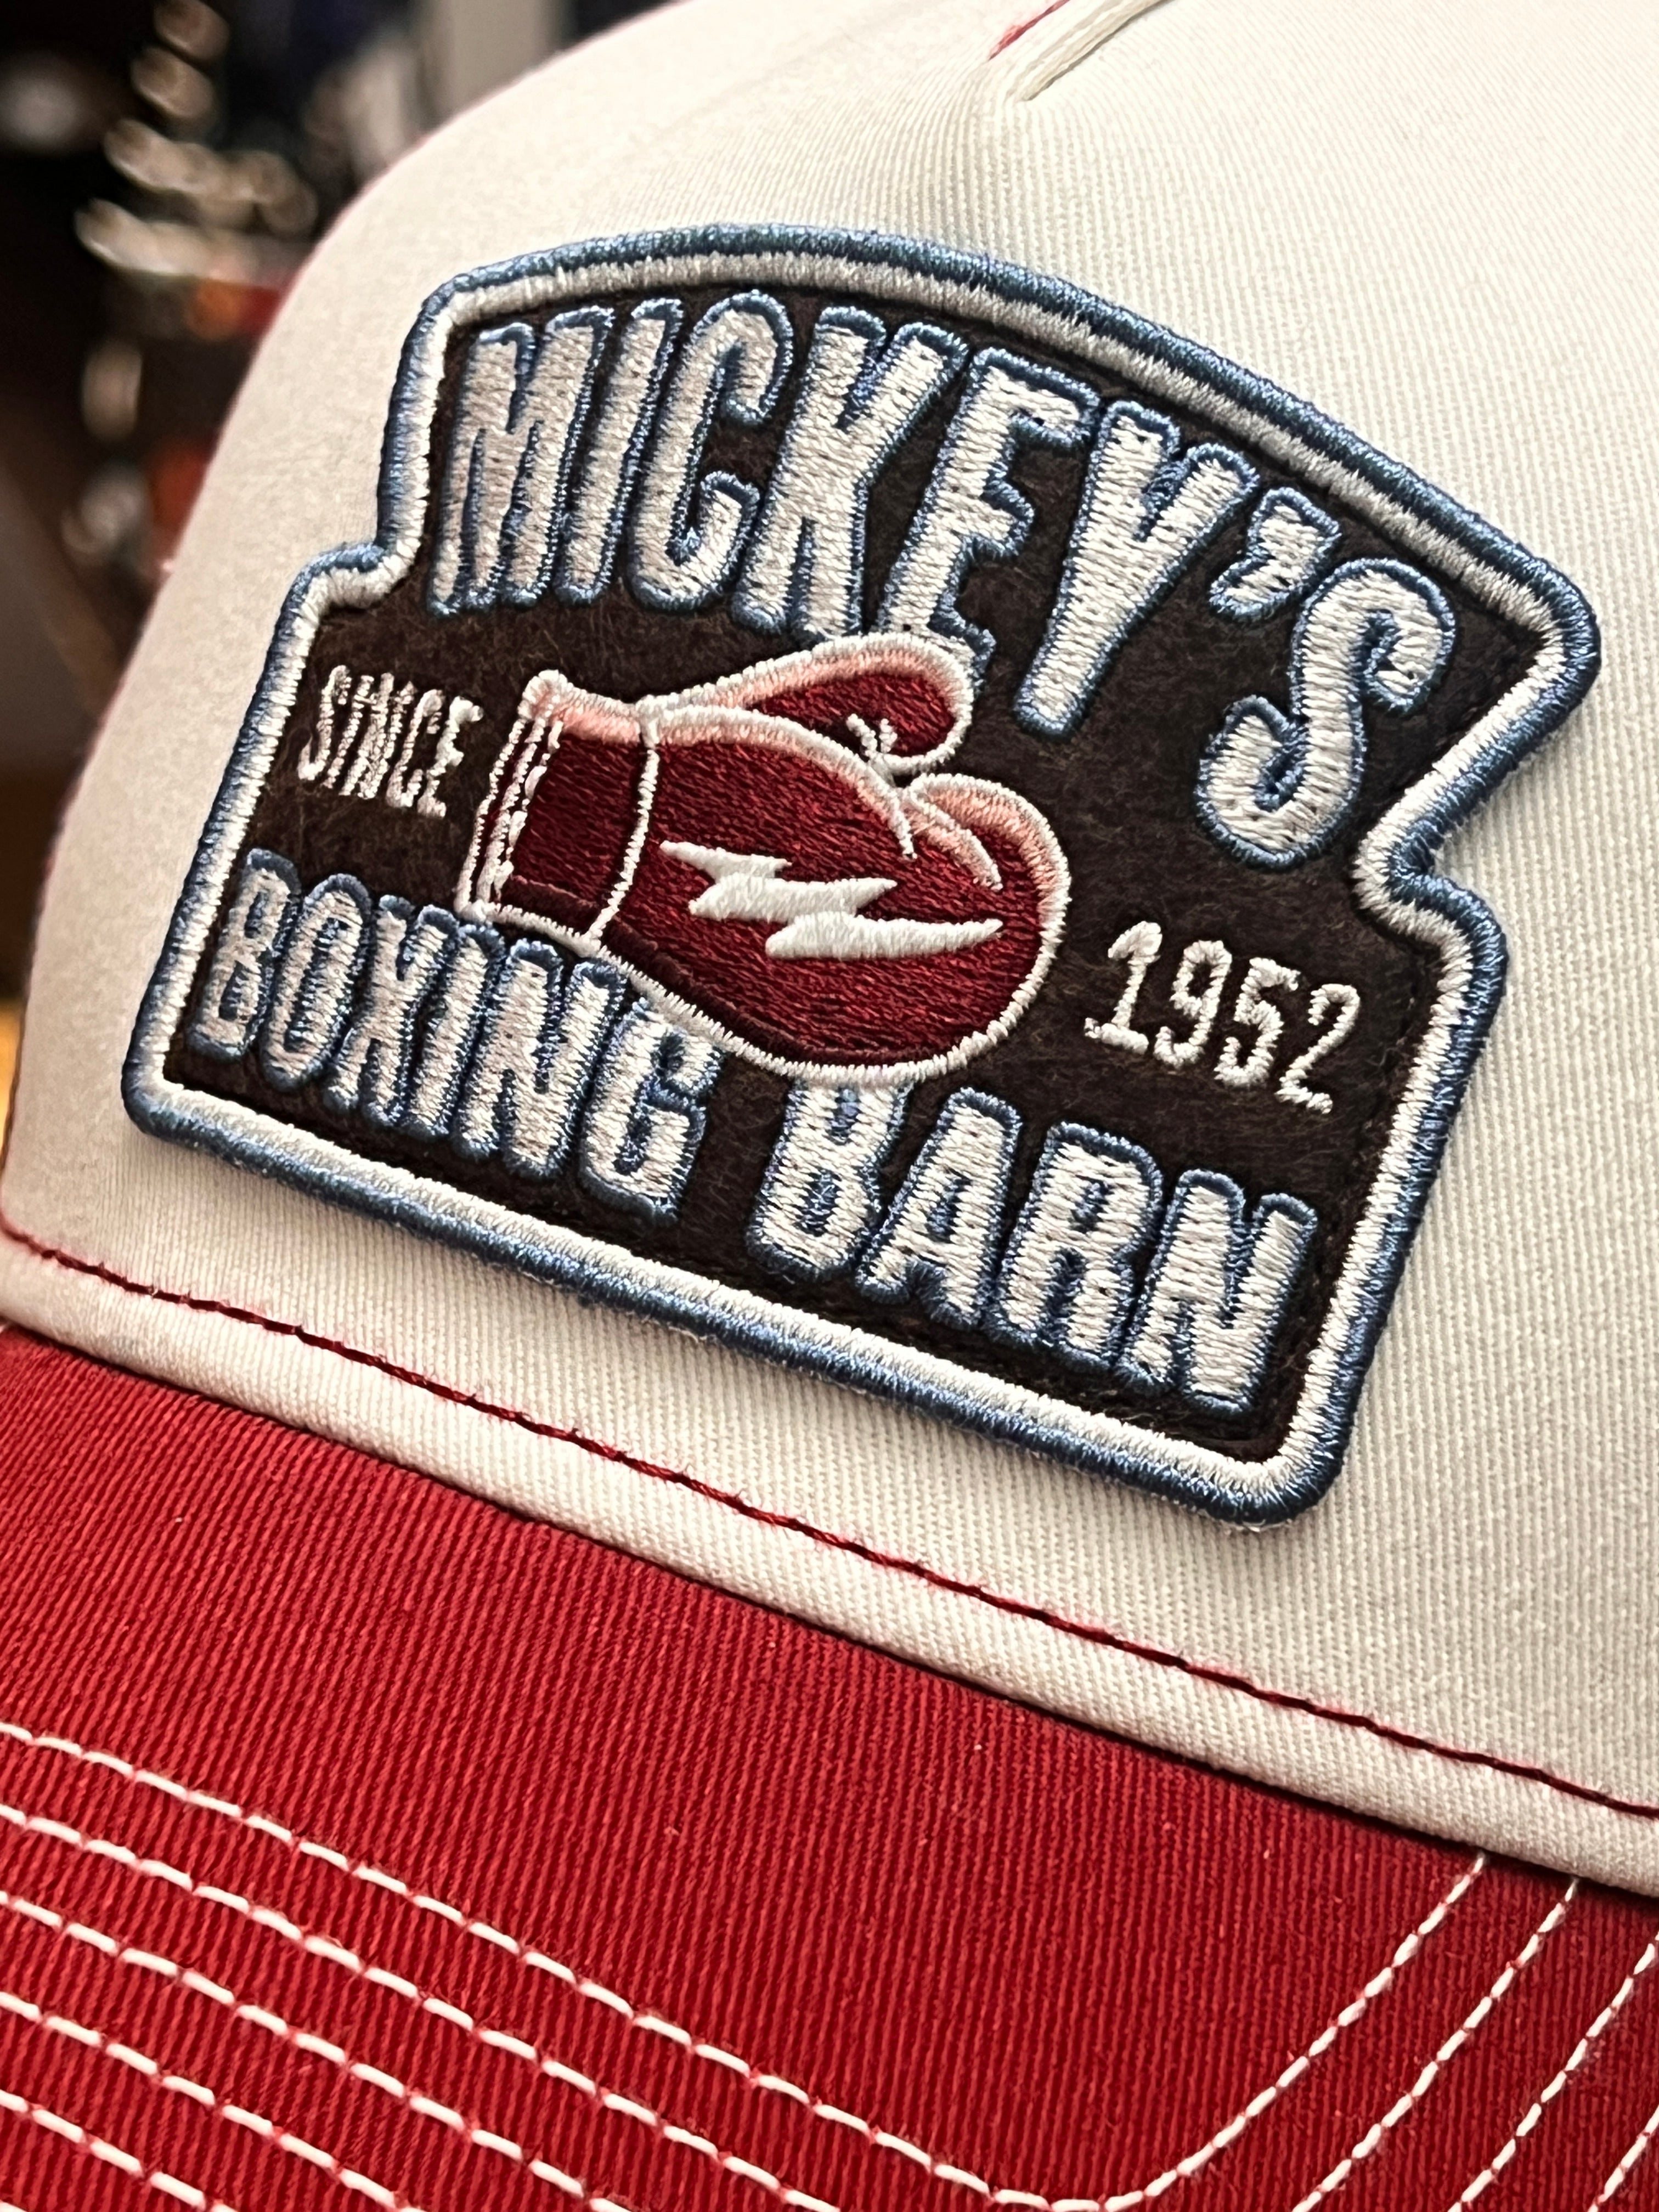 MICKEY'S
SINCE
1952
BOXING BARN